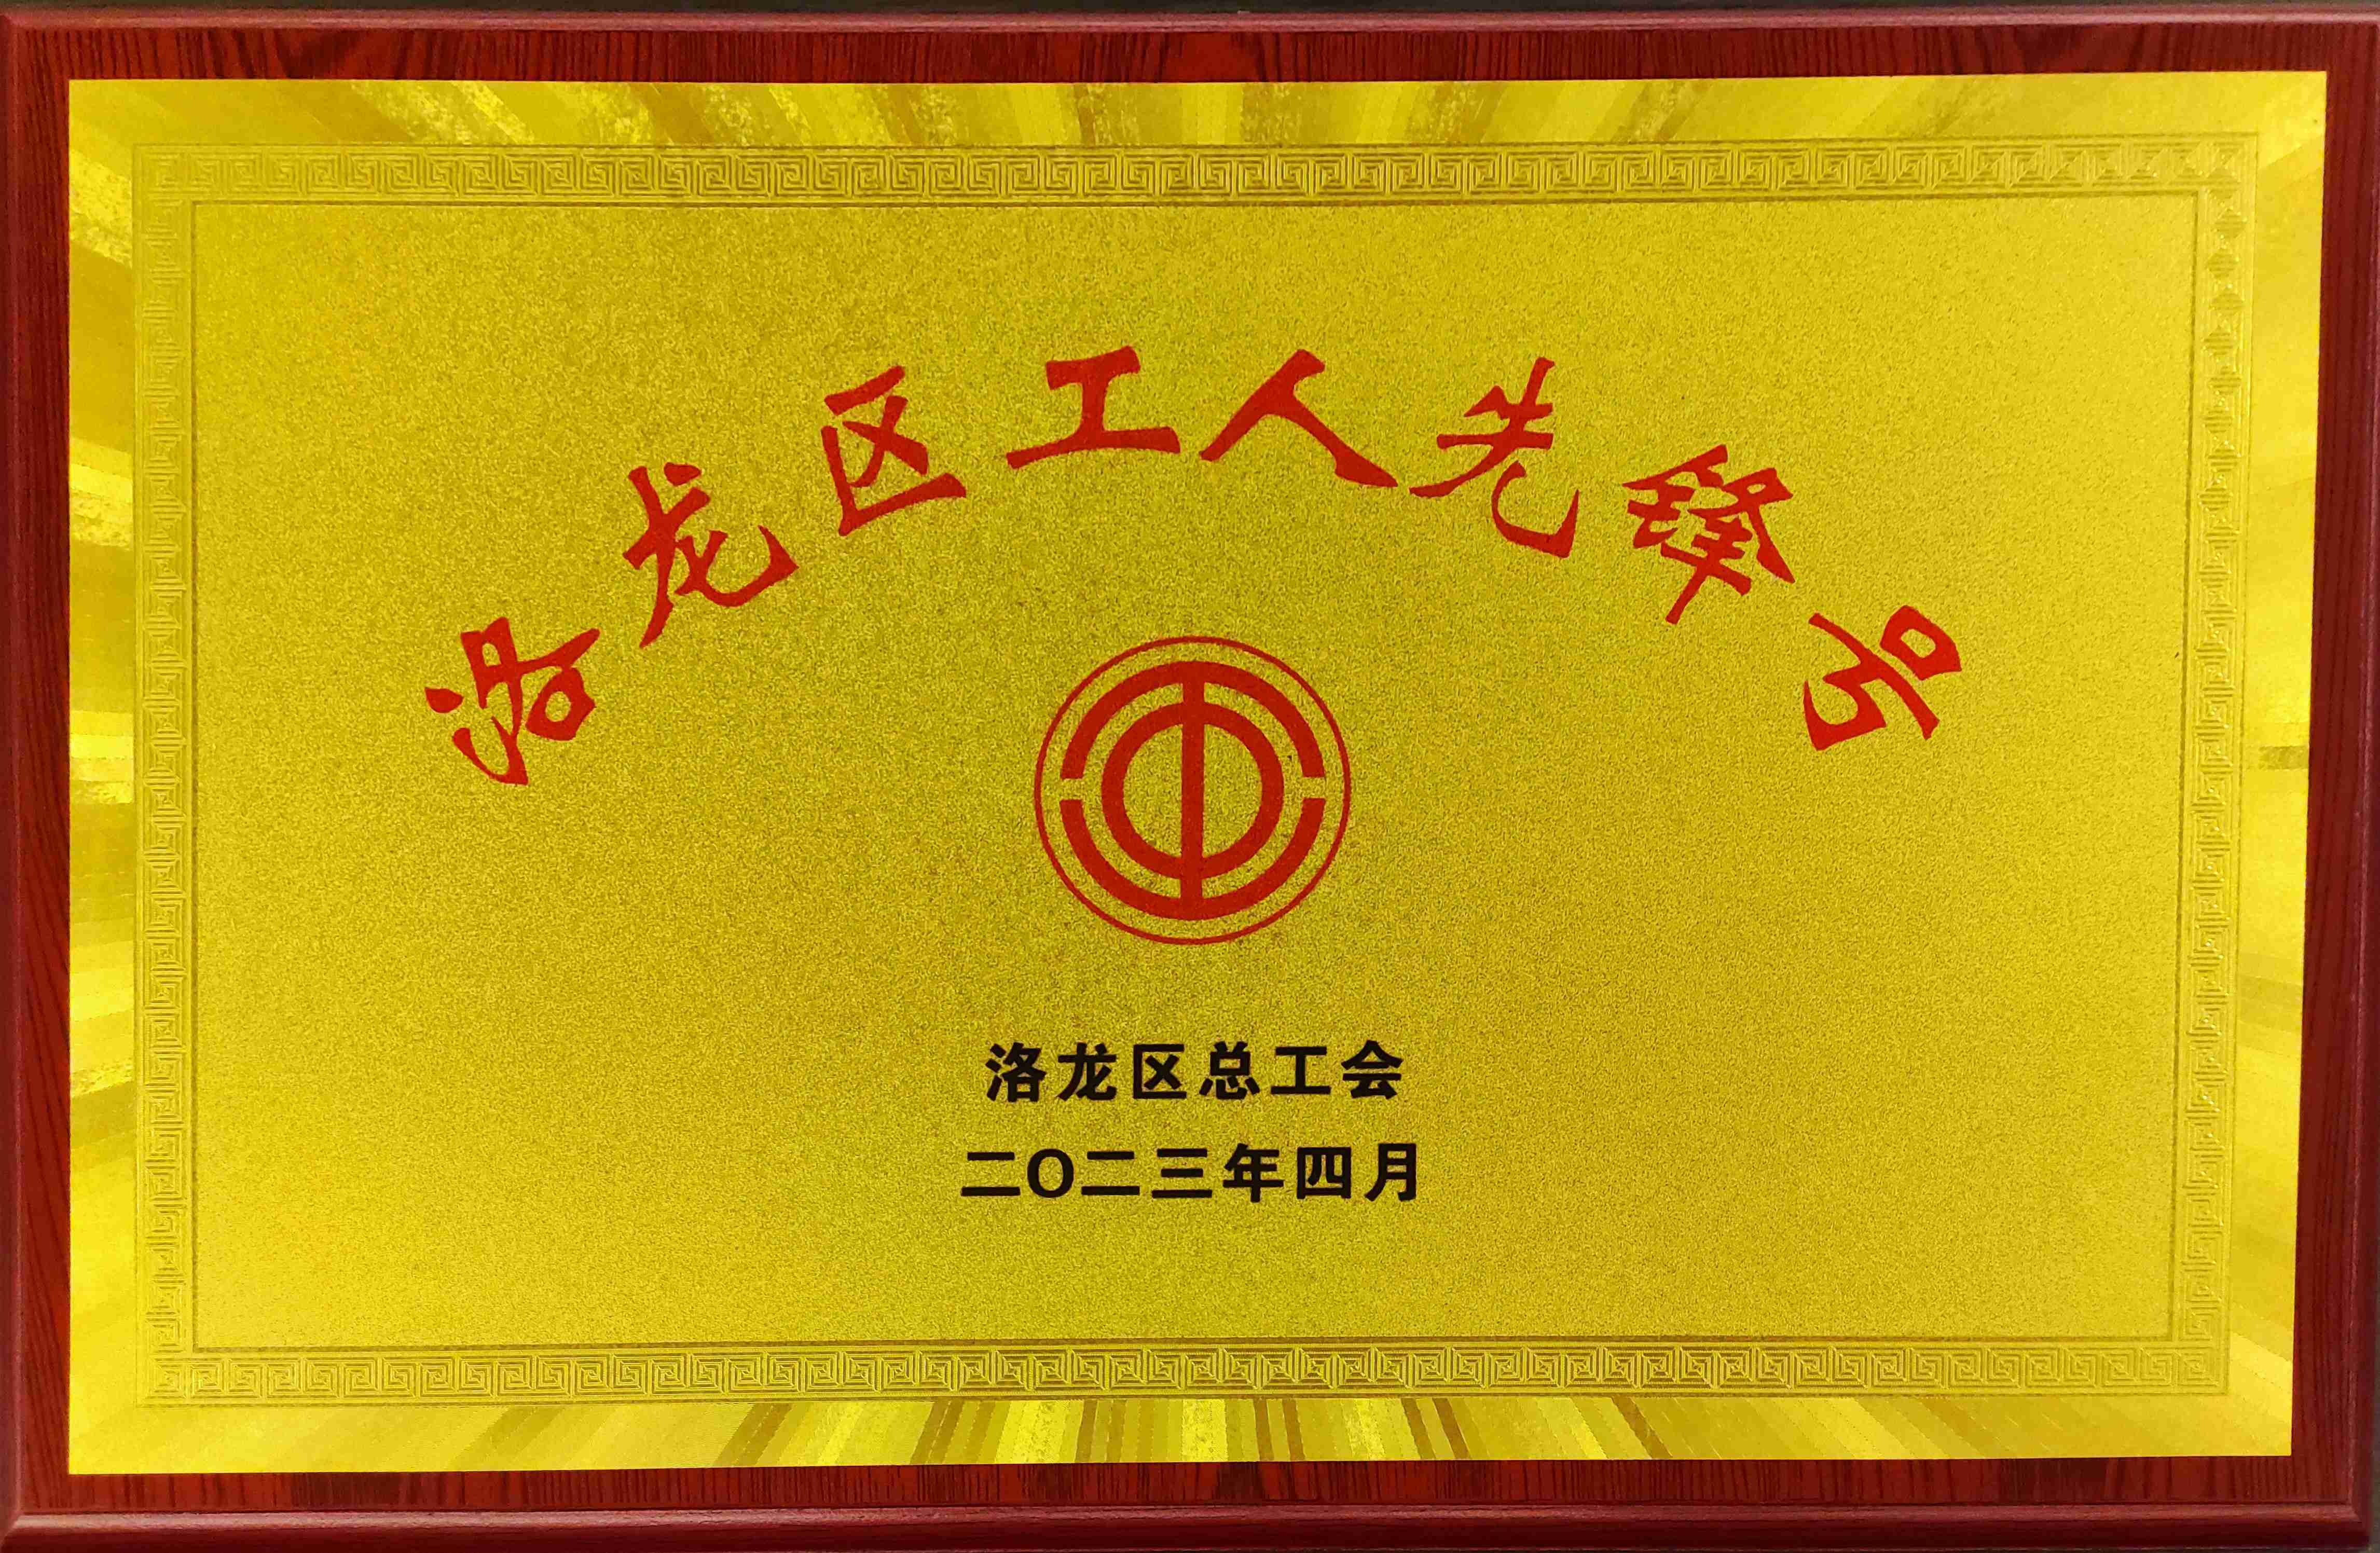 洛龙区工人先锋号
洛龙区总工会
二〇二三年四月